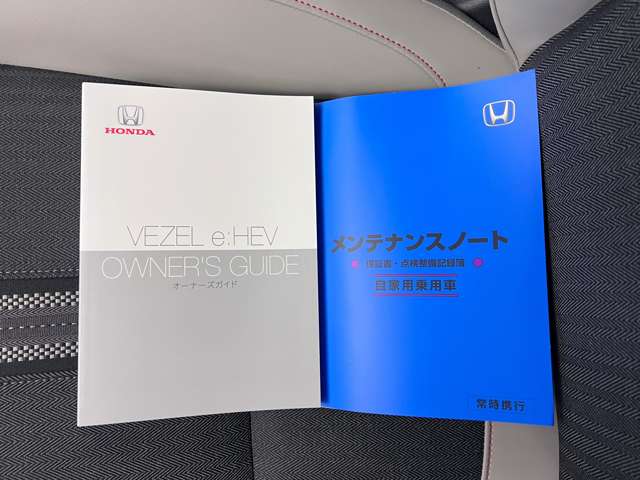 HONDA
VEZEL e:HEV
OWNER'S GUIDE
オーナーズガイド
メンテナンスノート
保証書・点検整備記録簿
自家用乗用車
常時携行